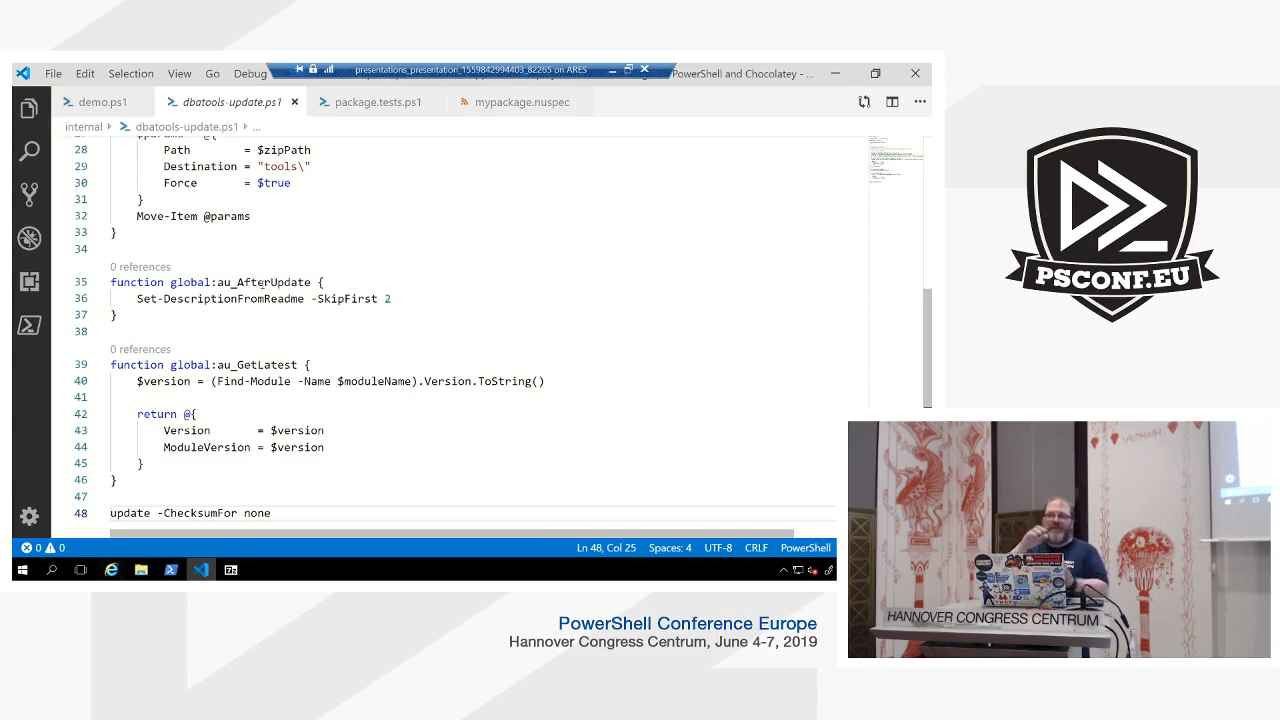 File Edit Selection View Go Debug
presentations_presentation_1559842994403_82265 on ARES
PowerShell and Chocolatey - ...
demo.ps1
dbatools-update.ps1
package.tests.ps1
mypackage.nuspec
internal dbatools-update.ps1 ...
28 Path = $zipPath
29 Destination = "tools\"
30 Force = $true
31 }
32 Move-Item @params
33 }
34
0 references
35 function global:au_AfterUpdate {
36 Set-DescriptionFromReadme -SkipFirst 2
37 }
38
0 references
39 function global:au_GetLatest {
40 $version = (Find-Module -Name $moduleName).Version.ToString()
41
42 return @{
43 Version = $version
44 ModuleVersion = $version
45 }
46 }
47
48 update -ChecksumFor none
0 0 Ln 48, Col 25 Spaces: 4 UTF-8 CRLF PowerShell
PSCONF.EU
HANNOVER CONGRESS CENTRUM
PowerShell Conference Europe
Hannover Congress Centrum, June 4-7, 2019